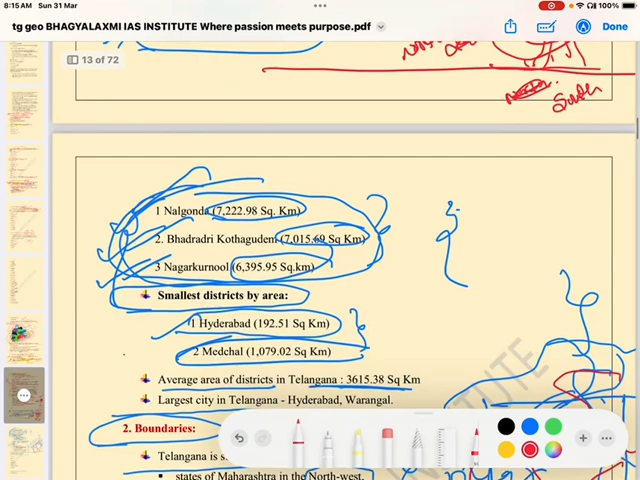 8:15 AM Sun 31 Mar
100%
tg geo BHAGYALAXMI IAS INSTITUTE Where passion meets purpose.pdf
Done
13 of 72
South
1 Nalgonda (7,222.98 Sq. Km)
2. Bhadradri Kothagudem (7,015.69 Sq Km)
3 Nagarkurnool (6,395.95 Sq.km)
Smallest districts by area:
1 Hyderabad (192.51 Sq Km)
2 Medchal (1,079.02 Sq Km)
Average area of districts in Telangana : 3615.38 Sq Km
Largest city in Telangana - Hyderabad, Warangal.
2. Boundaries:
Telangana is
states of Maharashtra in the North-west,
INSTITUTE